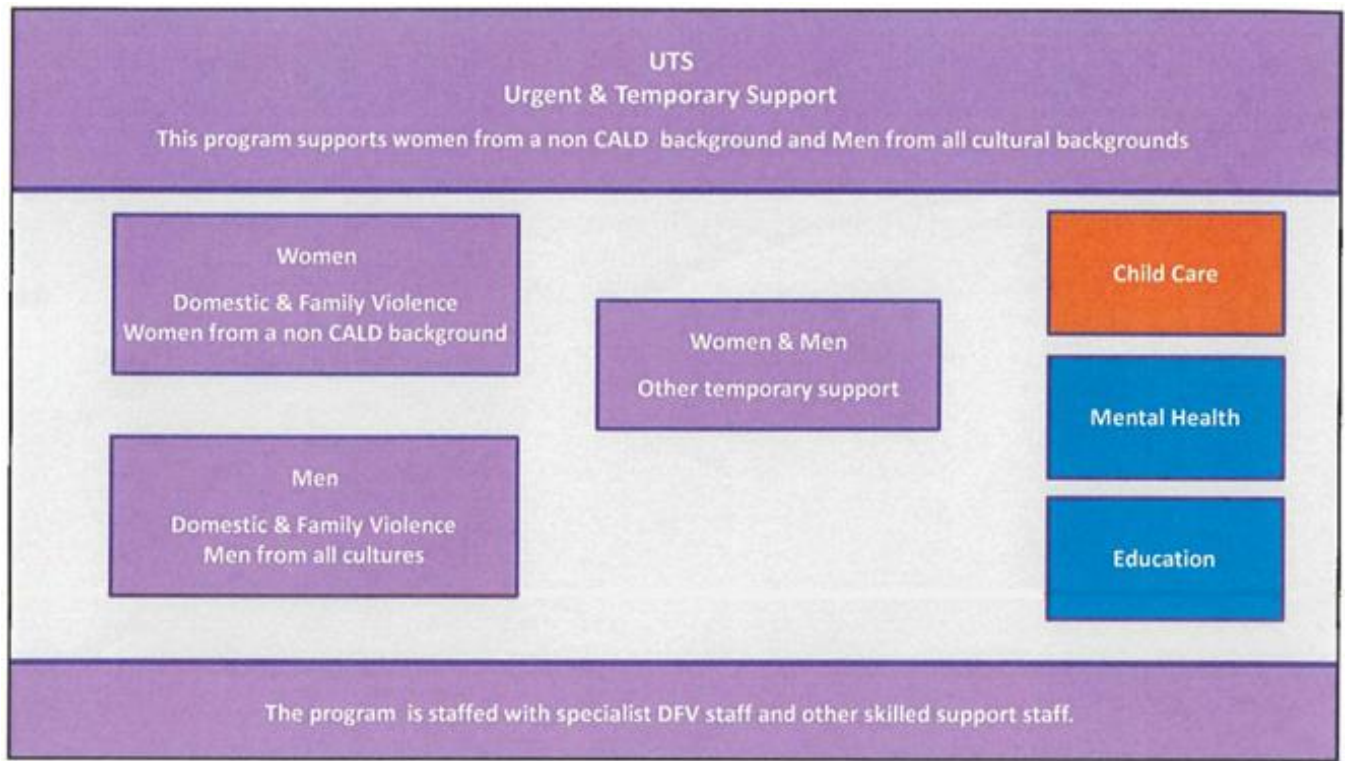 UTS
Urgent & Temporary Support
This program supports women from a non CALD background and Men from all cultural backgrounds
Women
Domestic & Family Violence
Women from a non CALD background
Men
Domestic & Family Violence
Men from all cultures
Women & Men
Other temporary support
Child Care
Mental Health
Education
The program is staffed with specialist DFV staff and other skilled support staff.